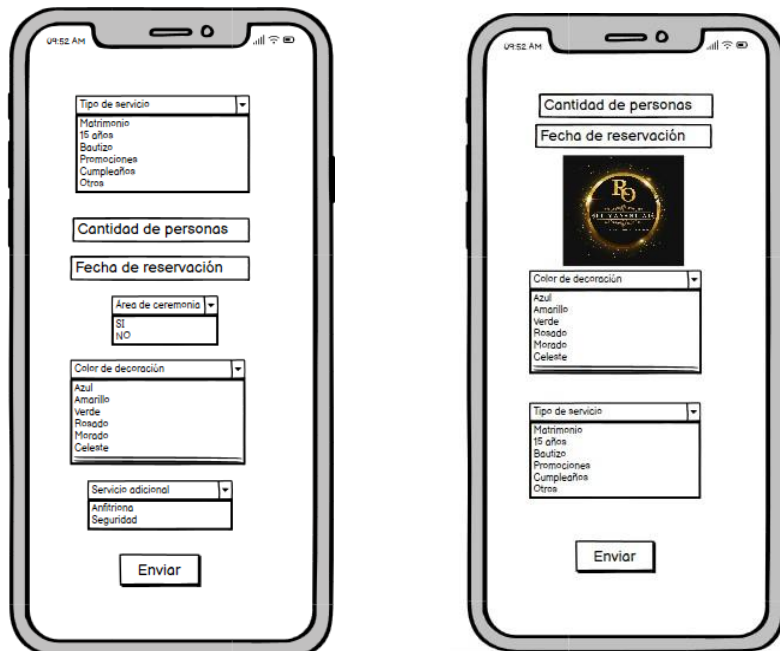 09:52 AM
Tipo de servicio
Matrimonio
15 años
Bautizo
Promociones
Cumpleaños
Otros
Cantidad de personas
Fecha de reservación
Área de ceremonia
SI
NO
Color de decoración
Azul
Amarillo
Verde
Rosado
Morado
Celeste
Servicio adicional
Anfitriona
Seguridad
Enviar
09:52 AM
Cantidad de personas
Fecha de reservación
Color de decoración
Azul
Amarillo
Verde
Rosado
Morado
Celeste
Tipo de servicio
Matrimonio
15 años
Bautizo
Promociones
Cumpleaños
Otros
Enviar